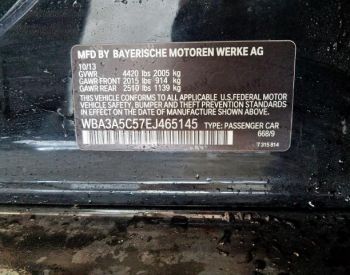 MFD BY BAYERISCHE MOTOREN WERKE AG
10/13
GVWR 4420 lbs 2005 kg
GAWR FRONT 2015 lbs 914 kg
GAWR REAR 2510 lbs 1139 kg
THIS VEHICLE CONFORMS TO ALL APPLICABLE U.S. FEDERAL MOTOR VEHICLE
SAFETY, BUMPER, AND THEFT PREVENTION STANDARDS
IN EFFECT ON THE DATE OF MANUFACTURE SHOWN ABOVE.
WBA3A5C57EJ465145 TYPE: PASSENGER CAR
668/9
7 315 814